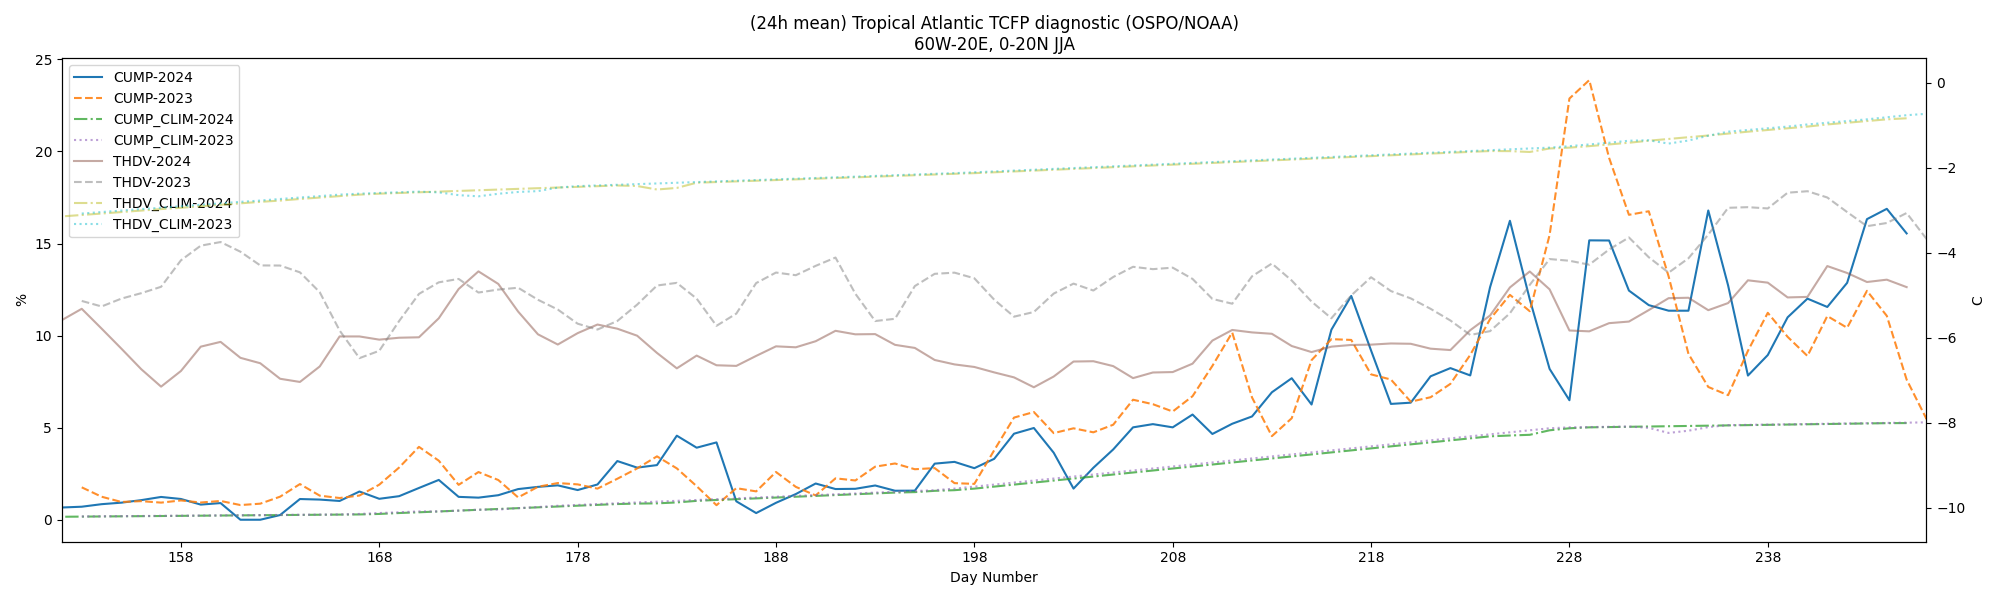 (24h mean) Tropical Atlantic TCFP diagnostic (OSPO/NOAA)
60W-20E, 0-20N JJA
CUMP-2024
CUMP-2023
CUMP_CLIM-2024
CUMP_CLIM-2023
THDV-2024
THDV-2023
THDV_CLIM-2024
THDV_CLIM-2023
25
20
15
10
5
0
%
0
−2
−4
−6
−8
−10
C
158 168 178 188 198 208 218 228 238
Day Number